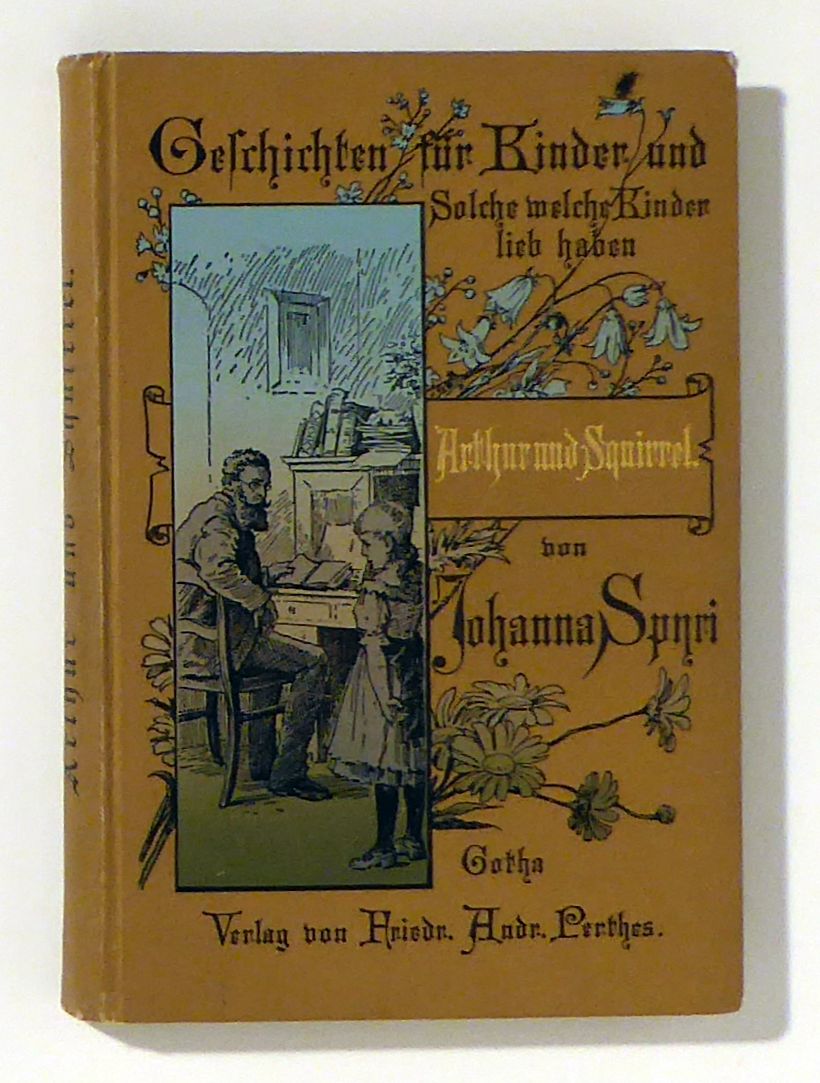 Geschichten für Kinder und
Solche welche Kinder
lieb haben
Arthur und Squirrel.
von
Johanna Spyri
Gotha
Verlag von Friedr. Andr. Perthes.
Arthur und Squirrel.